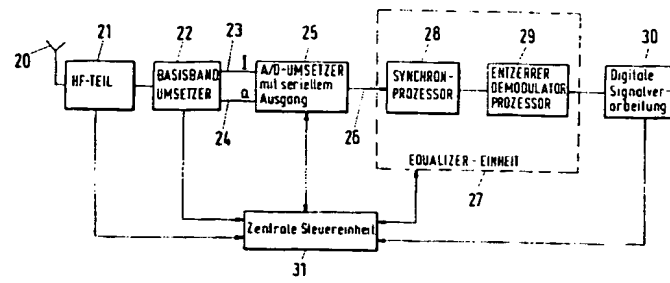 20
21
22
23
25
28
29
30
HF-TEIL
BASISBAND
UMSETZER
I
Q
24
A/D-UMSETZER
mit seriellem
Ausgang
26
SYNCHRON-
PROZESSOR
ENTZERRER
DEMODULATOR
PROZESSOR
Digitale
Signalver-
arbeitung
EQUALIZER-EINHEIT
27
Zentrale Steuereinheit
31